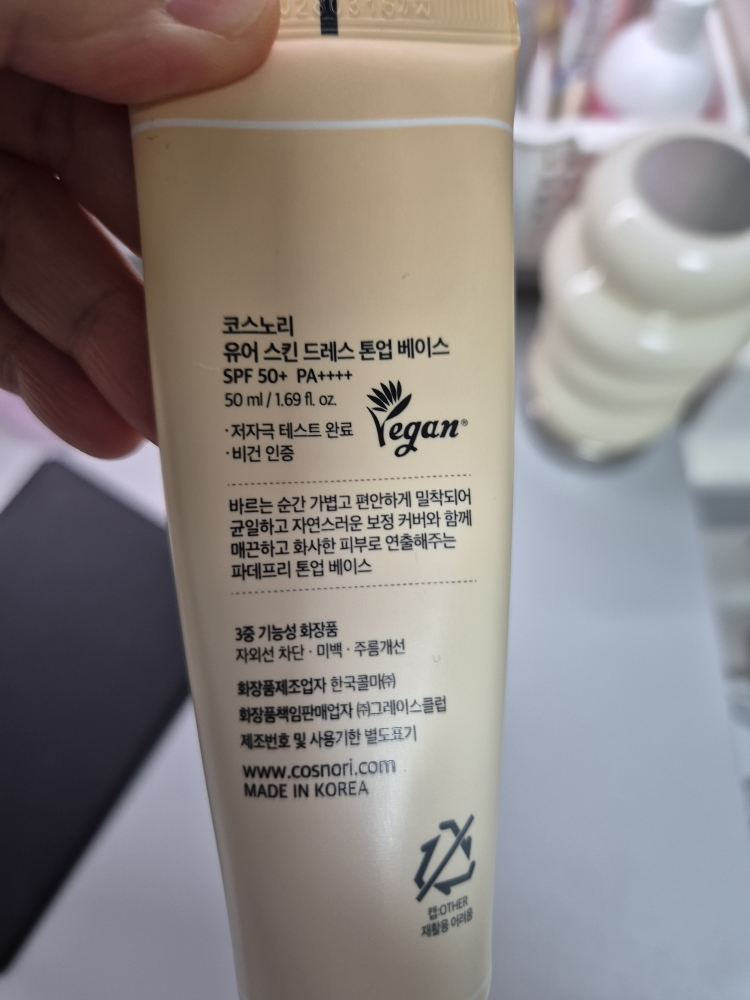 코스노리
유어 스킨 드레스 톤업 베이스
SPF 50+ PA++++
50 ml / 1.69 fl. oz.
·저자극 테스트 완료
·비건 인증
Vegan®
바르는 순간 가볍고 편안하게 밀착되어
균일하고 자연스러운 보정 커버와 함께
매끈하고 화사한 피부로 연출해주는
파데프리 톤업 베이스
3중 기능성 화장품
자외선 차단 · 미백 · 주름개선
화장품제조업자 한국콜마㈜
화장품책임판매업자 ㈜그레이스클럽
제조번호 및 사용기한 별도표기
www.cosnori.com
MADE IN KOREA
캡:OTHER
재활용 어려움